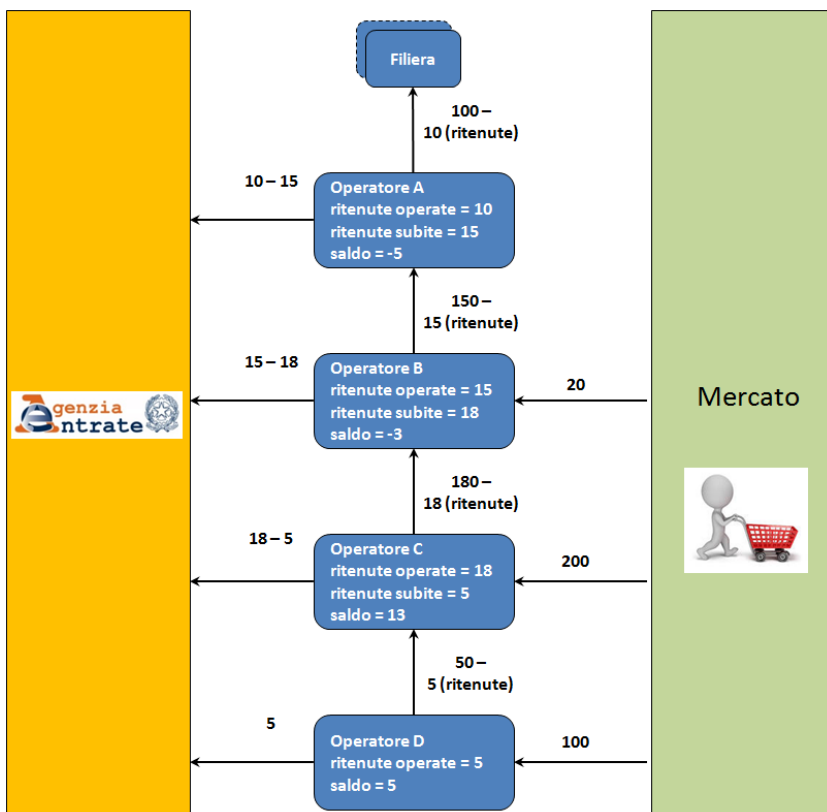 Filiera
100 –
10 (ritenute)
10 – 15
Operatore A
ritenute operate = 10
ritenute subite = 15
saldo = -5
150 –
15 (ritenute)
15 – 18
Operatore B
ritenute operate = 15
ritenute subite = 18
saldo = -3
20
Mercato
Agenzia
Entrate
180 –
18 (ritenute)
18 – 5
Operatore C
ritenute operate = 18
ritenute subite = 5
saldo = 13
200
50 –
5 (ritenute)
5
Operatore D
ritenute operate = 5
saldo = 5
100